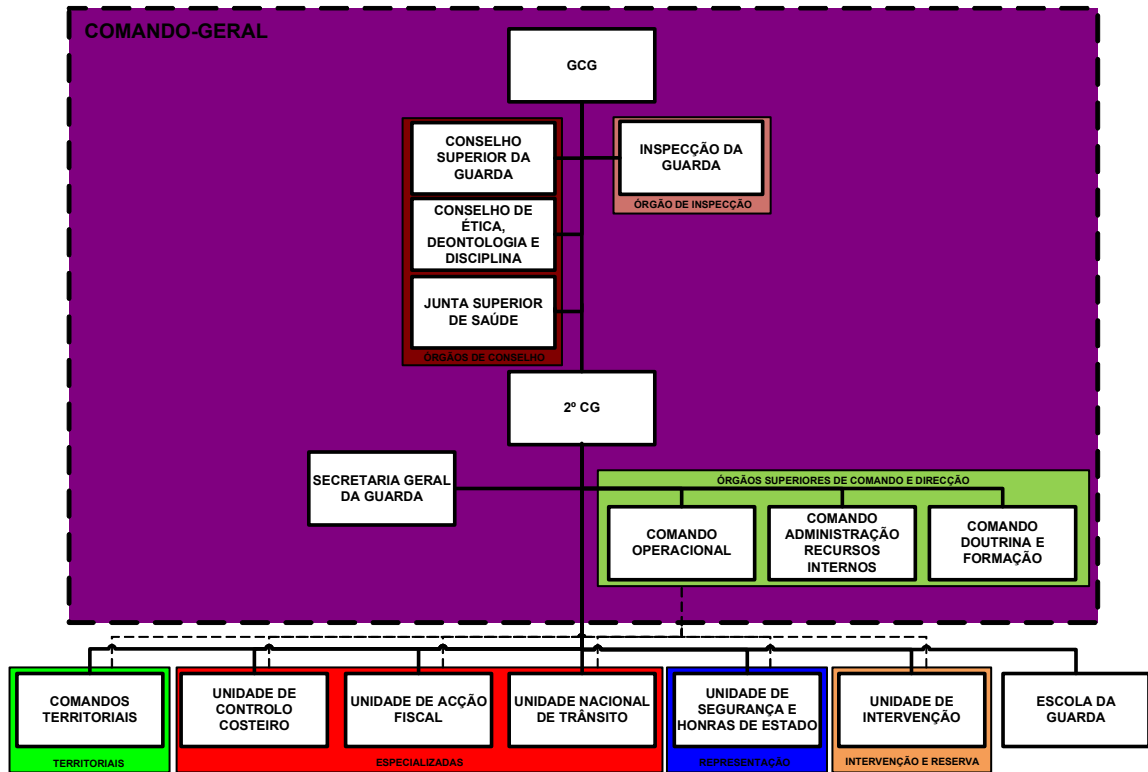 COMANDO-GERAL
GCG
CONSELHO
SUPERIOR DA
GUARDA
INSPECÇÃO DA
GUARDA
ÓRGÃO DE INSPECÇÃO
CONSELHO DE
ÉTICA,
DEONTOLOGIA E
DISCIPLINA
JUNTA SUPERIOR
DE SAÚDE
ÓRGÃOS DE CONSELHO
2º CG
SECRETARIA GERAL
DA GUARDA
ÓRGÃOS SUPERIORES DE COMANDO E DIRECÇÃO
COMANDO
OPERACIONAL
COMANDO
ADMINISTRAÇÃO
RECURSOS
INTERNOS
COMANDO
DOUTRINA E
FORMAÇÃO
COMANDOS
TERRITORIAIS
UNIDADE DE
CONTROLO
COSTEIRO
UNIDADE DE ACÇÃO
FISCAL
UNIDADE NACIONAL
DE TRÂNSITO
UNIDADE DE
SEGURANÇA E
HONRAS DE ESTADO
UNIDADE DE
INTERVENÇÃO
ESCOLA DA
GUARDA
TERRITORIAIS
ESPECIALIZADAS
REPRESENTAÇÃO
INTERVENÇÃO E RESERVA